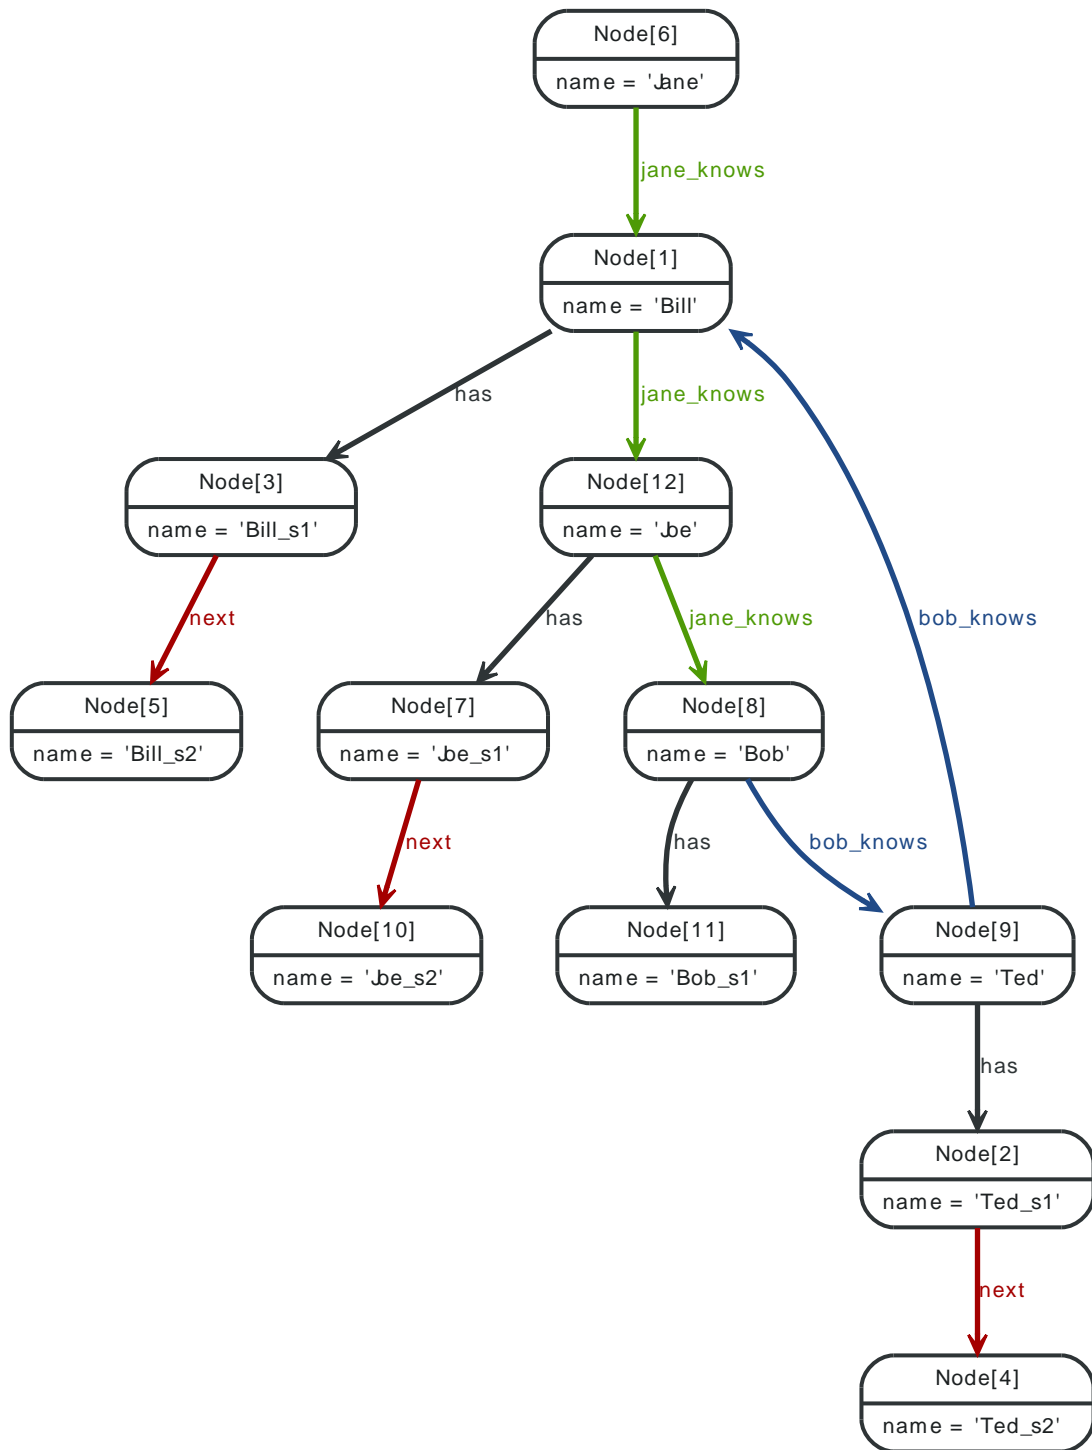 Node[6]
name = 'Jane'
jane_knows
Node[1]
name = 'Bill'
has
jane_knows
Node[3]
name = 'Bill_s1'
Node[12]
name = 'Joe'
next
has
jane_knows
bob_knows
Node[5]
name = 'Bill_s2'
Node[7]
name = 'Joe_s1'
Node[8]
name = 'Bob'
next
has
bob_knows
Node[10]
name = 'Joe_s2'
Node[11]
name = 'Bob_s1'
Node[9]
name = 'Ted'
has
Node[2]
name = 'Ted_s1'
next
Node[4]
name = 'Ted_s2'